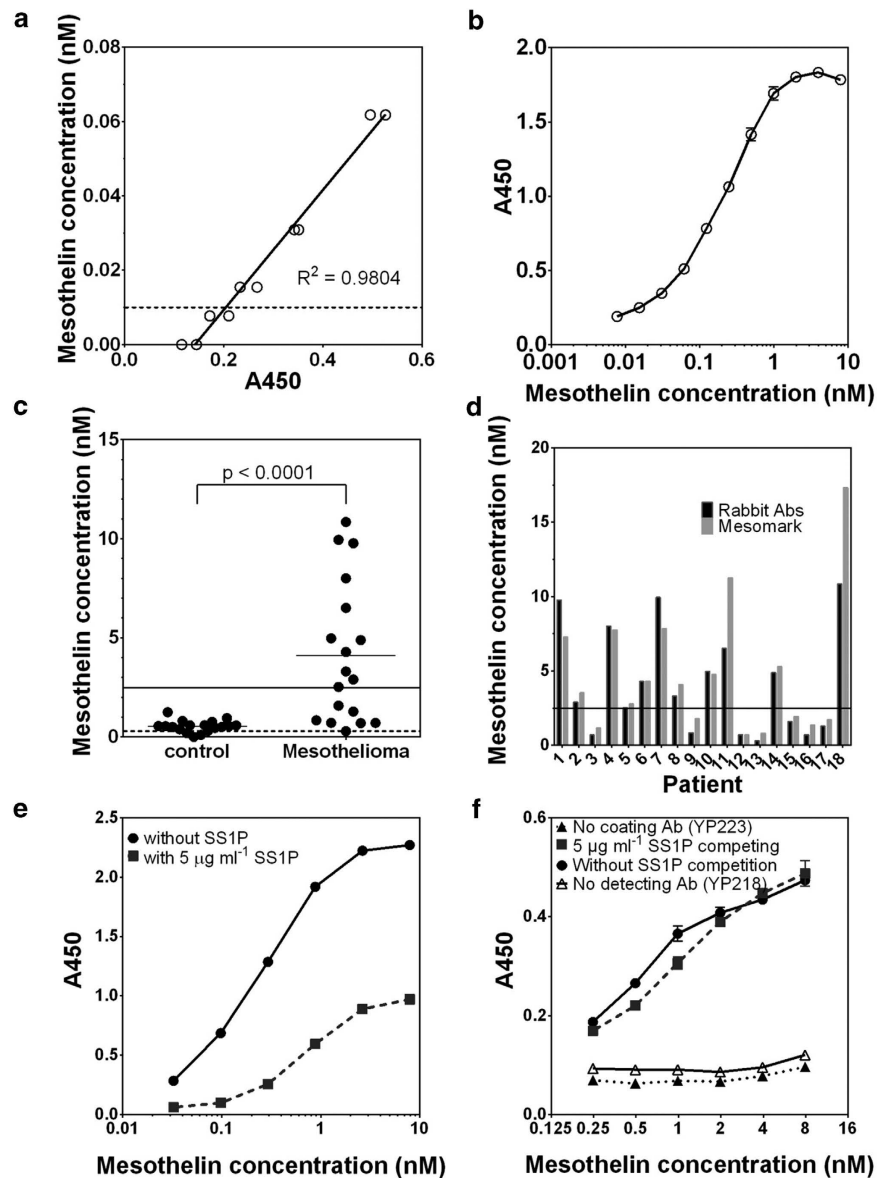 a
Mesothelin concentration (nM)
0.08
0.06
0.04
0.02
0.00
R² = 0.9804
0.0 0.2 0.4 0.6
A450
b
A450
2.0
1.5
1.0
0.5
0.0
0.001 0.01 0.1 1 10
Mesothelin concentration (nM)
c
Mesothelin concentration (nM)
15
10
5
0
p < 0.0001
control Mesothelioma
d
Mesothelin concentration (nM)
20
15
10
5
0
Rabbit Abs
Mesomark
1 2 3 4 5 6 7 8 9 10 11 12 13 14 15 16 17 18
Patient
e
A450
2.5
2.0
1.5
1.0
0.5
0.0
without SS1P
with 5 μg ml⁻¹ SS1P
0.01 0.1 1 10
Mesothelin concentration (nM)
f
A450
0.6
0.4
0.2
0.0
No coating Ab (YP223)
5 μg ml⁻¹ SS1P competing
Without SS1P competition
No detecting Ab (YP218)
0.125 0.25 0.5 1 2 4 8 16
Mesothelin concentration (nM)